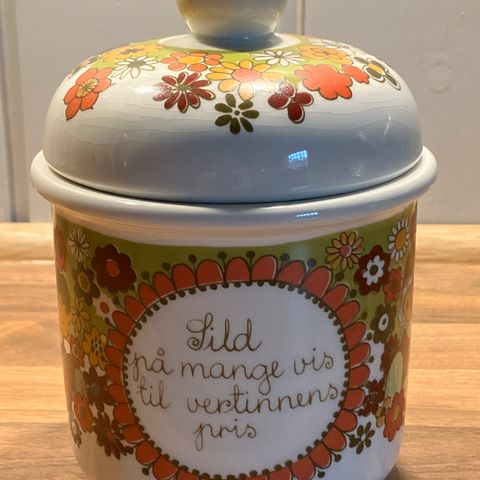 Sild
på mange vis
til vertinnens
pris